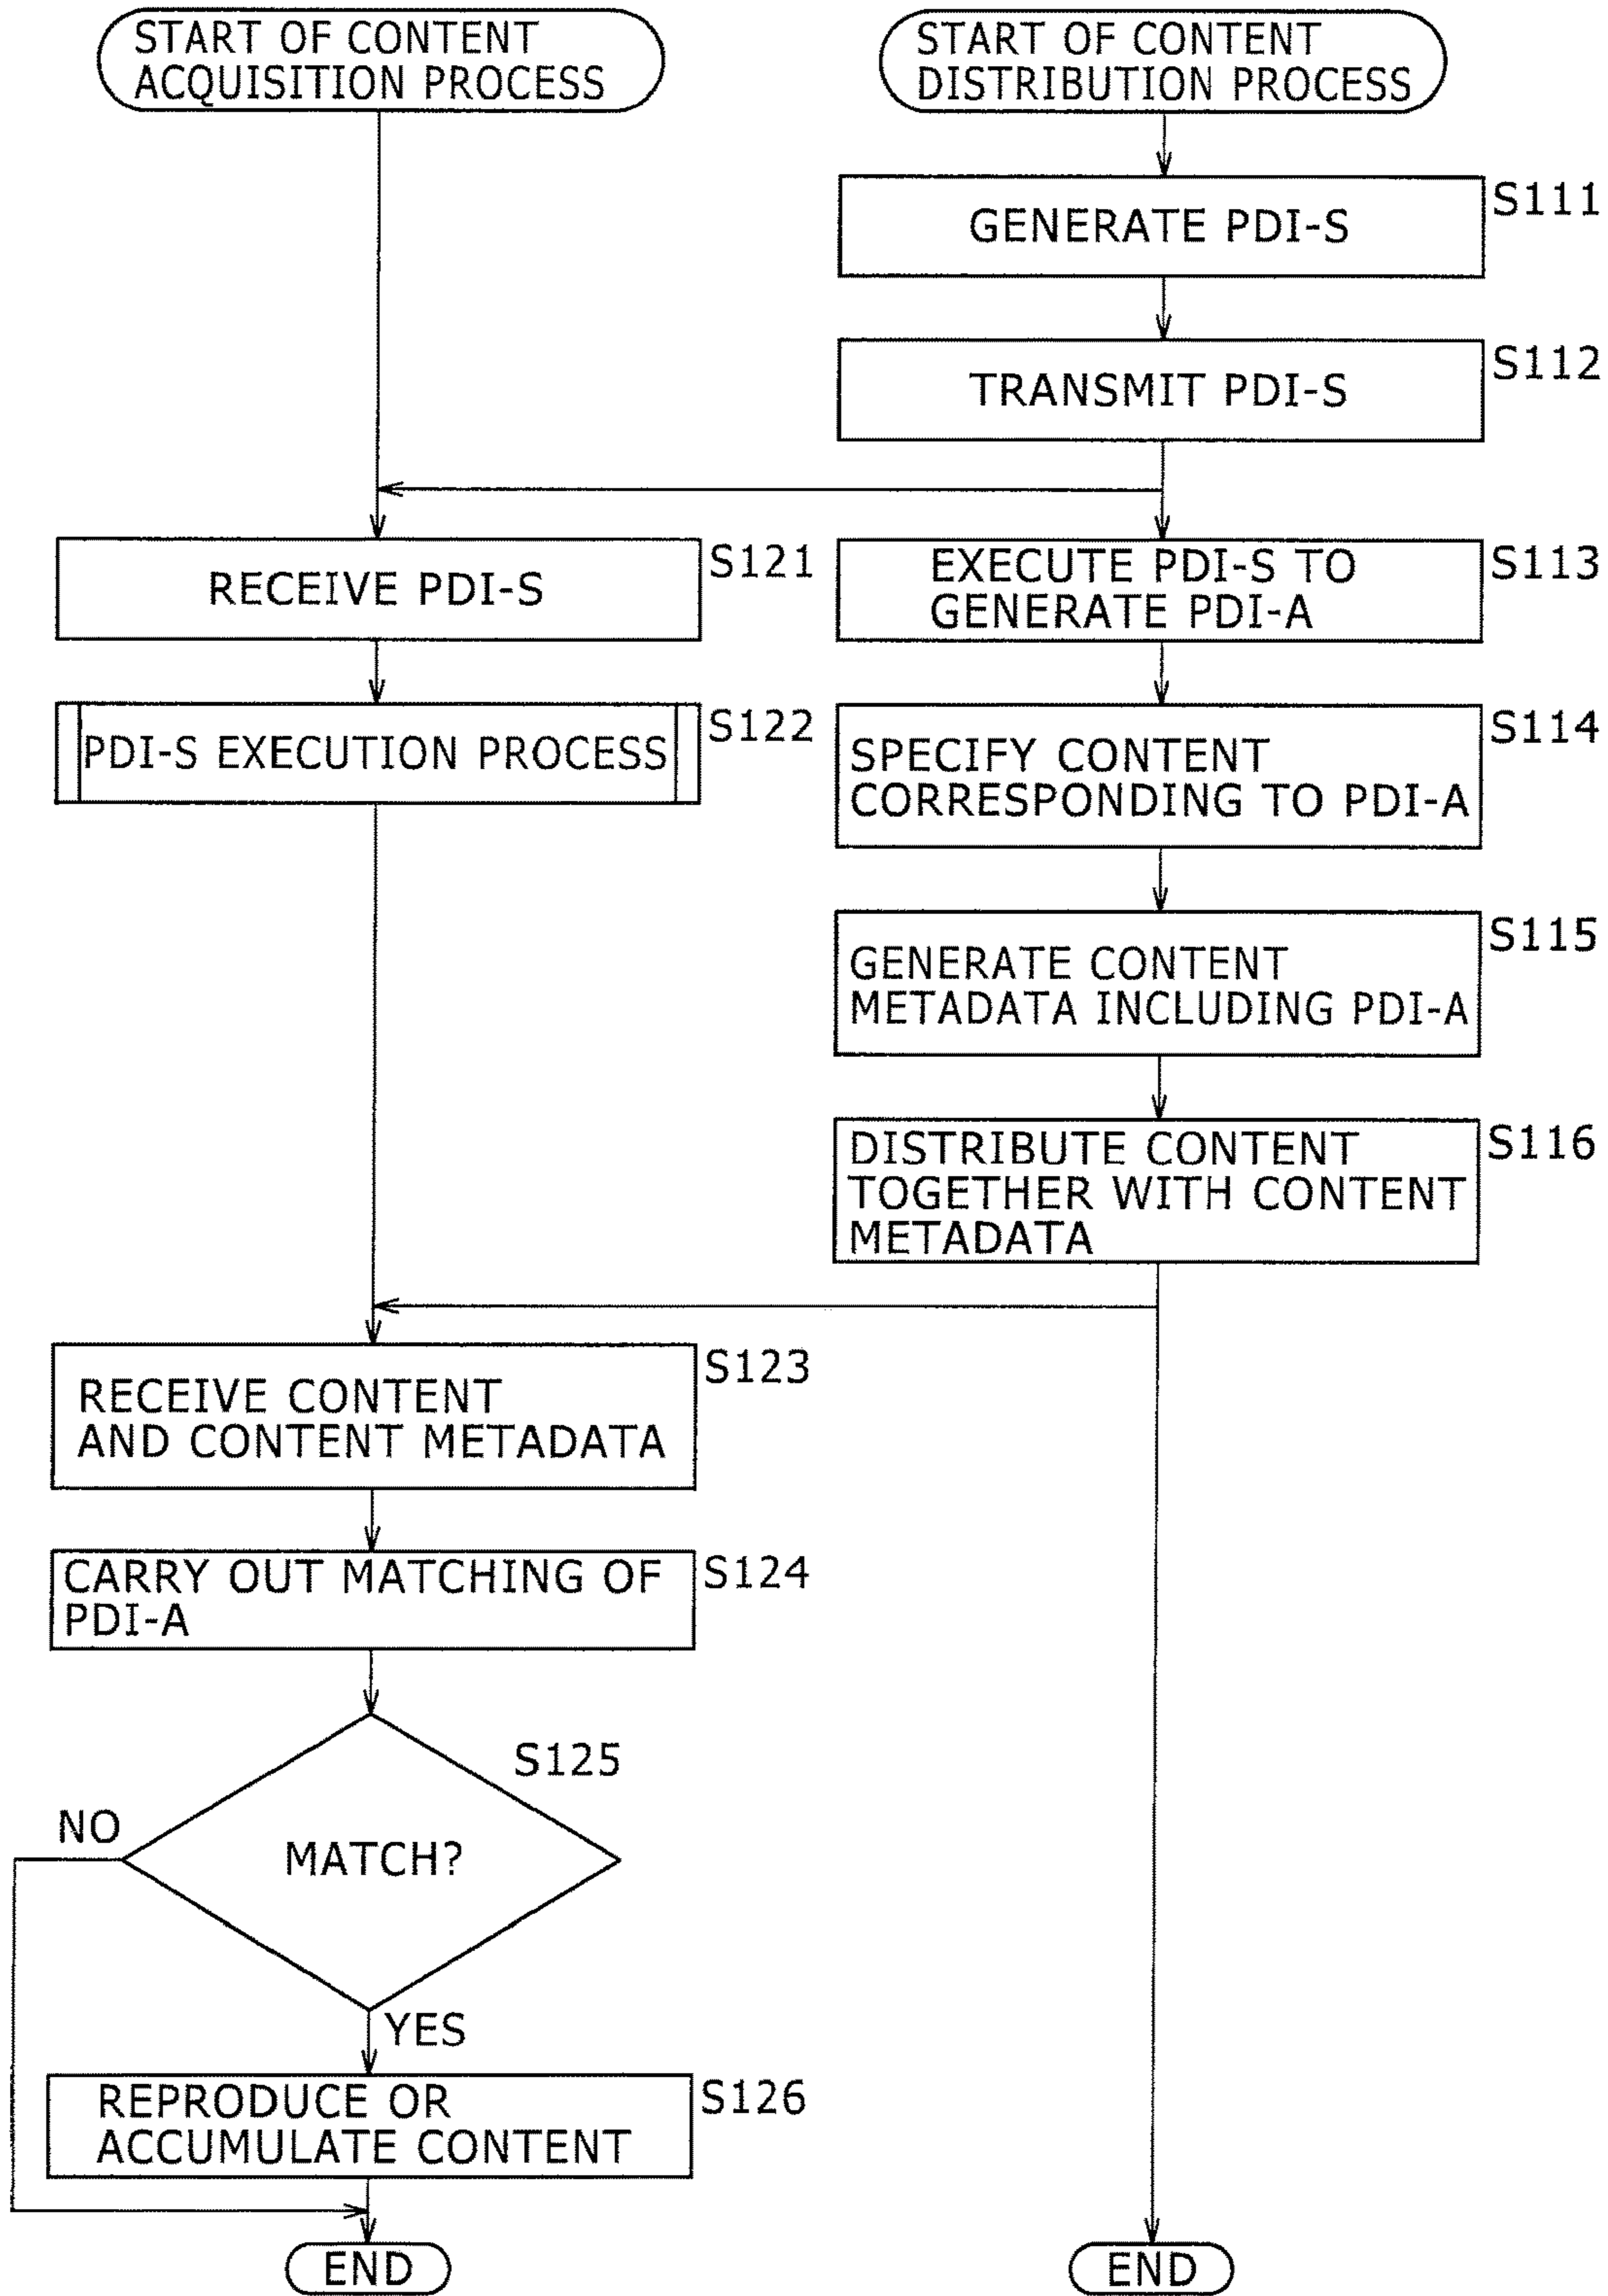 START OF CONTENT
ACQUISITION PROCESS
START OF CONTENT
DISTRIBUTION PROCESS
GENERATE PDI-S
S111
TRANSMIT PDI-S
S112
RECEIVE PDI-S
S121
EXECUTE PDI-S TO
GENERATE PDI-A
S113
PDI-S EXECUTION PROCESS
S122
SPECIFY CONTENT
CORRESPONDING TO PDI-A
S114
GENERATE CONTENT
METADATA INCLUDING PDI-A
S115
DISTRIBUTE CONTENT
TOGETHER WITH CONTENT
METADATA
S116
RECEIVE CONTENT
AND CONTENT METADATA
S123
CARRY OUT MATCHING OF
PDI-A
S124
S125
NO
MATCH?
YES
REPRODUCE OR
ACCUMULATE CONTENT
S126
END
END